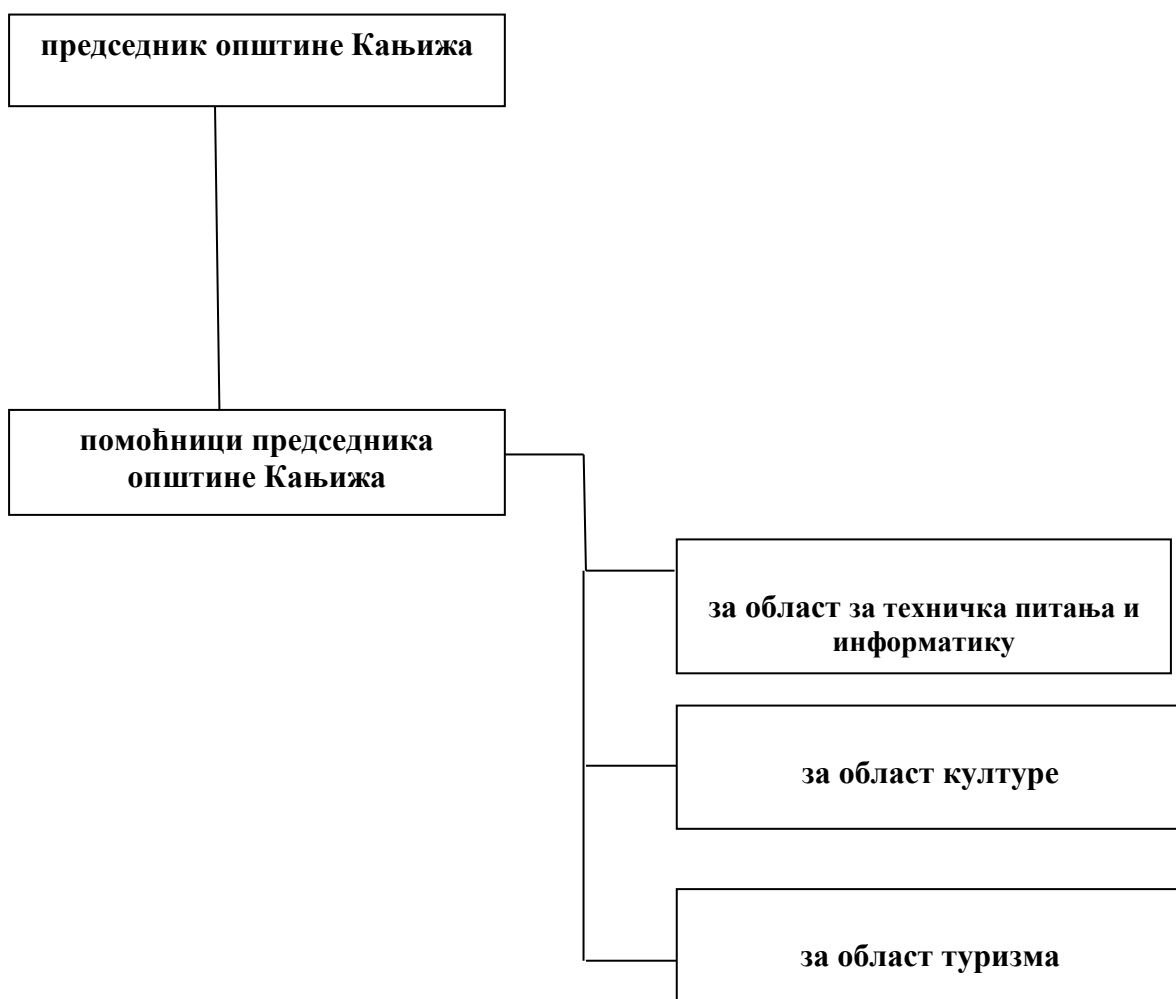 председник општине Кањижа
помоћници председника
општине Кањижа
за област за техничка питања и
информатику
за област културе
за област туризма